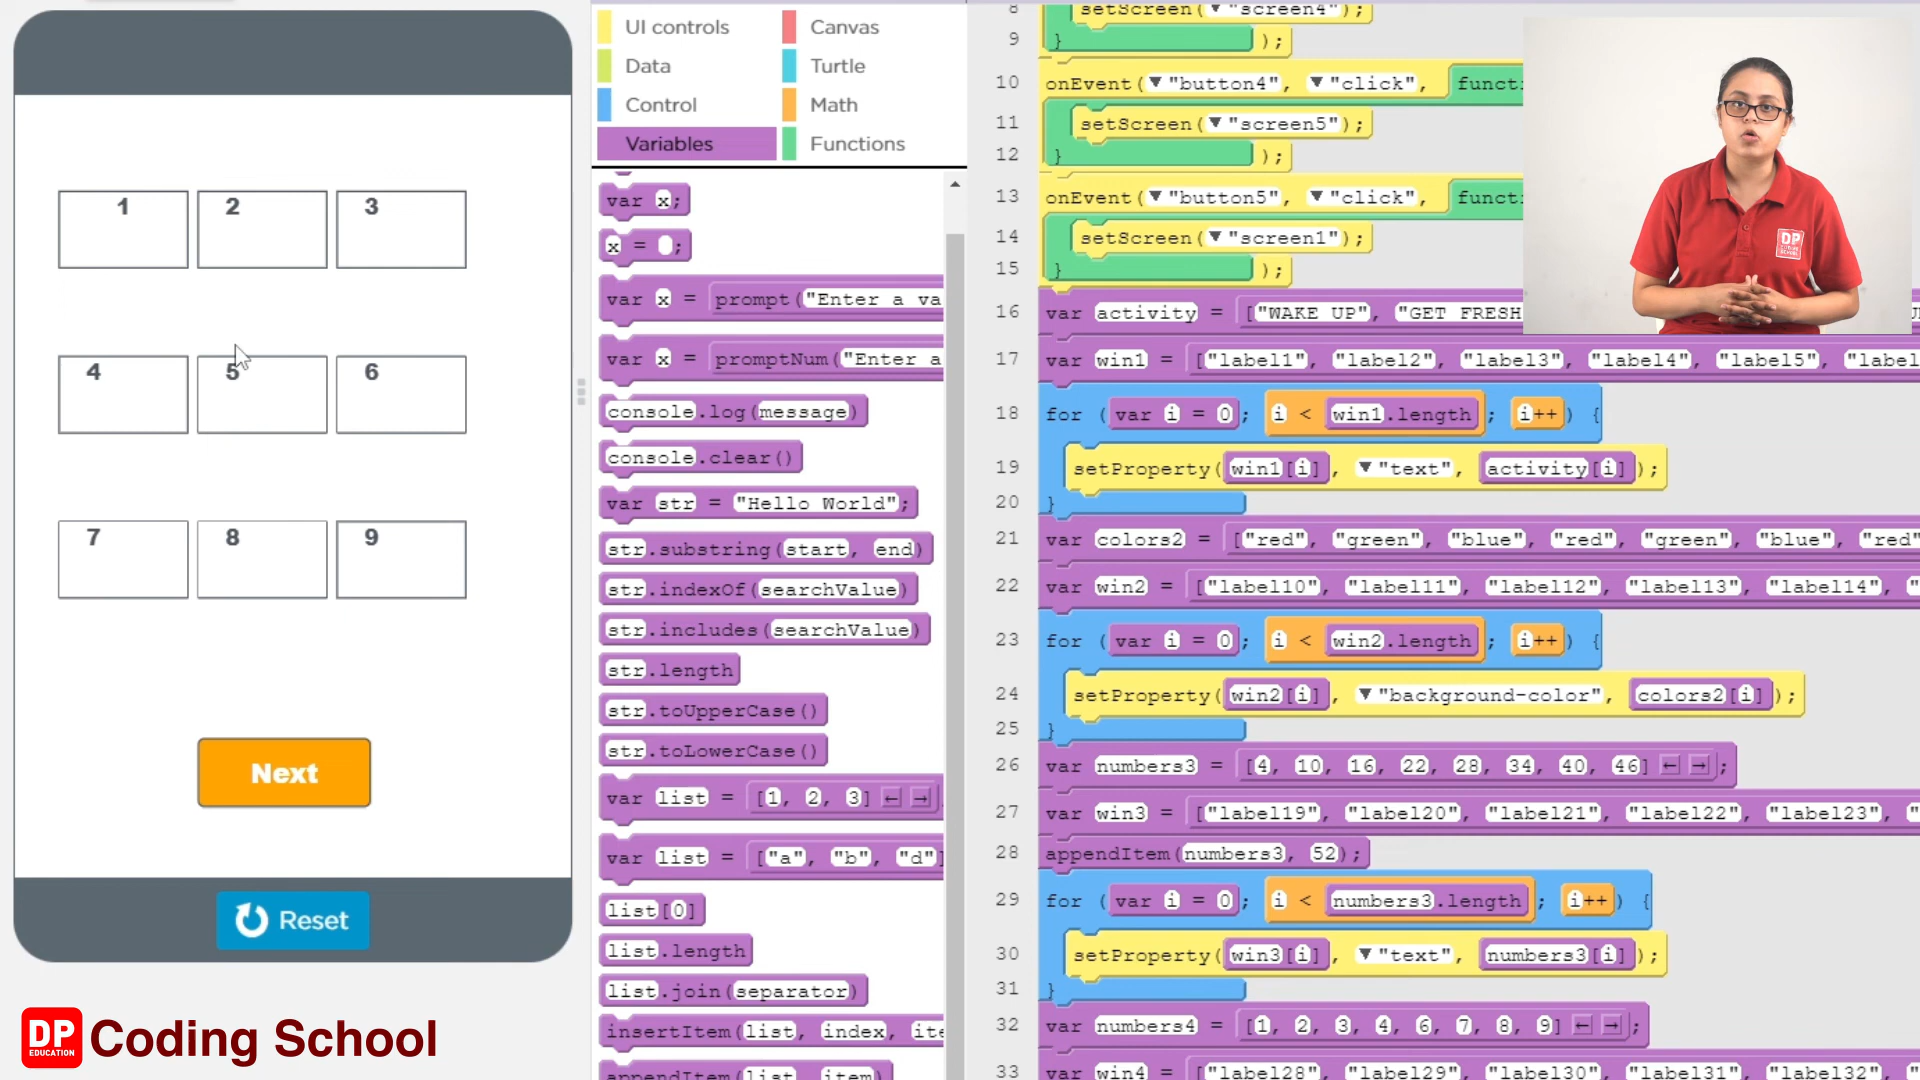 1 2 3
4 5 6
7 8 9
Next
Reset
DP
EDUCATION
Coding School
UI controls
Canvas
Data
Turtle
Control
Math
Variables
Functions
var x;
x = ;
var x = prompt("Enter a va
var x = promptNum("Enter a
console.log(message)
console.clear()
var str = "Hello World";
str.substring(start, end)
str.indexOf(searchValue)
str.includes(searchValue)
str.length
str.toUpperCase()
str.toLowerCase()
var list = [1, 2, 3] ← →
var list = ["a", "b", "d"]
list[0]
list.length
list.join(separator)
insertItem(list, index, ite
appendItem(list, item)
8 setScreen(▼"screen4");
9 } );
10 onEvent(▼"button4", ▼"click", functi
11 setScreen(▼"screen5");
12 } );
13 onEvent(▼"button5", ▼"click", functi
14 setScreen(▼"screen1");
15 } );
16 var activity = ["WAKE UP", "GET FRESH
17 var win1 = ["label1", "label2", "label3", "label4", "label5", "label
18 for (var i = 0; i < win1.length; i++) {
19 setProperty(win1[i], ▼"text", activity[i]);
20 }
21 var colors2 = ["red", "green", "blue", "red", "green", "blue", "red"
22 var win2 = ["label10", "label11", "label12", "label13", "label14", "
23 for (var i = 0; i < win2.length; i++) {
24 setProperty(win2[i], ▼"background-color", colors2[i]);
25 }
26 var numbers3 = [4, 10, 16, 22, 28, 34, 40, 46] ← →;
27 var win3 = ["label19", "label20", "label21", "label22", "label23", "
28 appendItem(numbers3, 52);
29 for (var i = 0; i < numbers3.length; i++) {
30 setProperty(win3[i], ▼"text", numbers3[i]);
31 }
32 var numbers4 = [1, 2, 3, 4, 6, 7, 8, 9] ← →;
33 var win4 = ["label28", "label29", "label30", "label31", "label32", "
DP